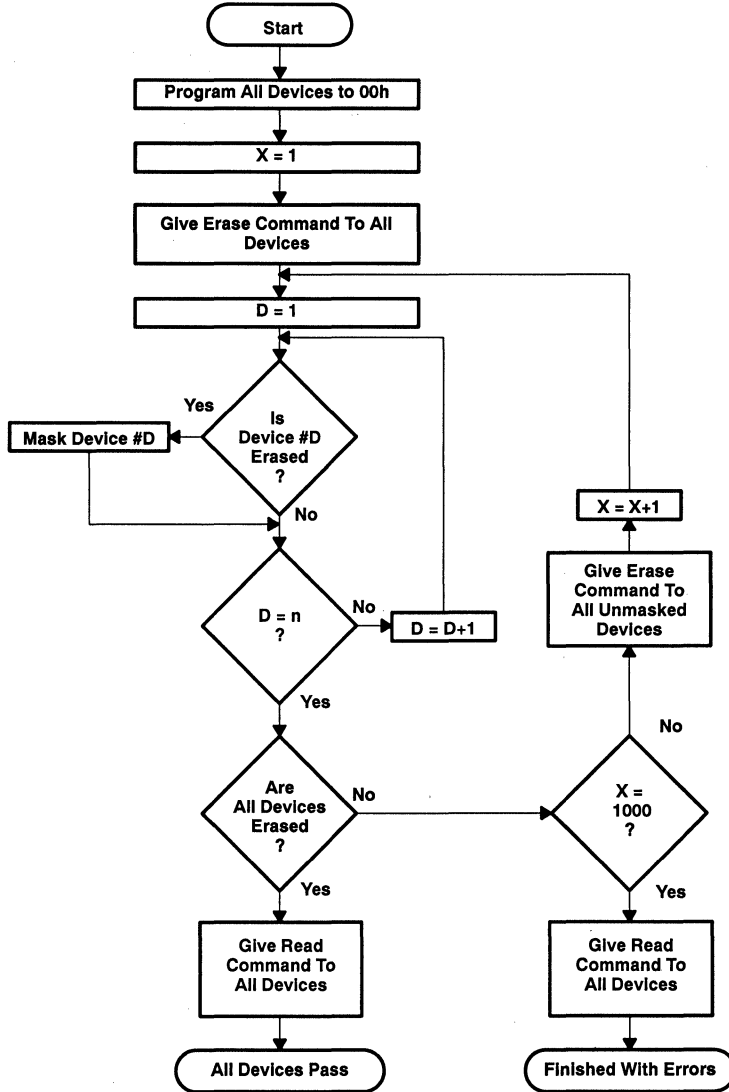 Start
Program All Devices to 00h
X = 1
Give Erase Command To All
Devices
D = 1
Yes
Is
Device #D
Erased
?
Mask Device #D
No
X = X+1
Give Erase
Command To
All Unmasked
Devices
D = n
?
No
D = D+1
Yes
No
Are
All Devices
Erased
?
No
X =
1000
?
Yes
Yes
Give Read
Command To
All Devices
Give Read
Command To
All Devices
All Devices Pass
Finished With Errors